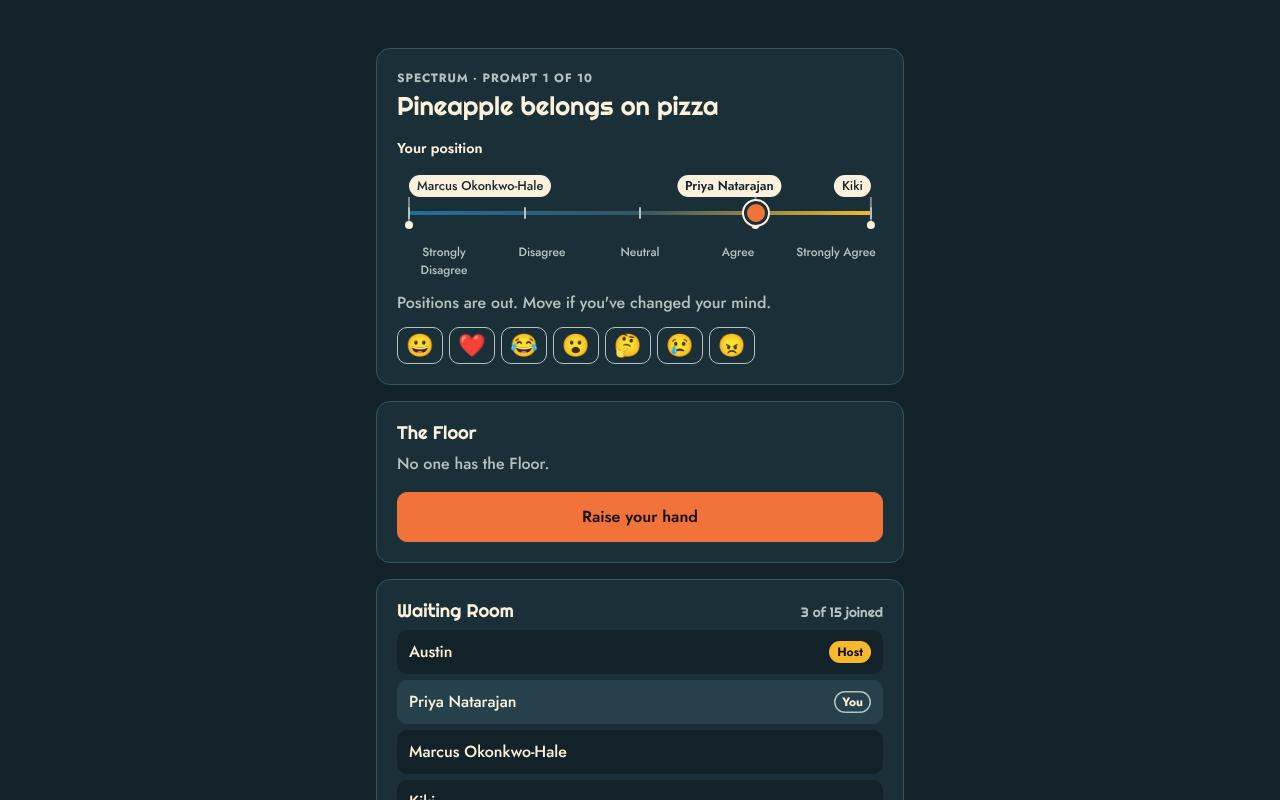 SPECTRUM · PROMPT 1 OF 10
Pineapple belongs on pizza
Your position
Marcus Okonkwo-Hale Priya Natarajan Kiki
Strongly Disagree Neutral Agree Strongly Agree
Disagree
Positions are out. Move if you've changed your mind.
The Floor
No one has the Floor.
Raise your hand
Waiting Room 3 of 15 joined
Austin Host
Priya Natarajan You
Marcus Okonkwo-Hale
Kiki